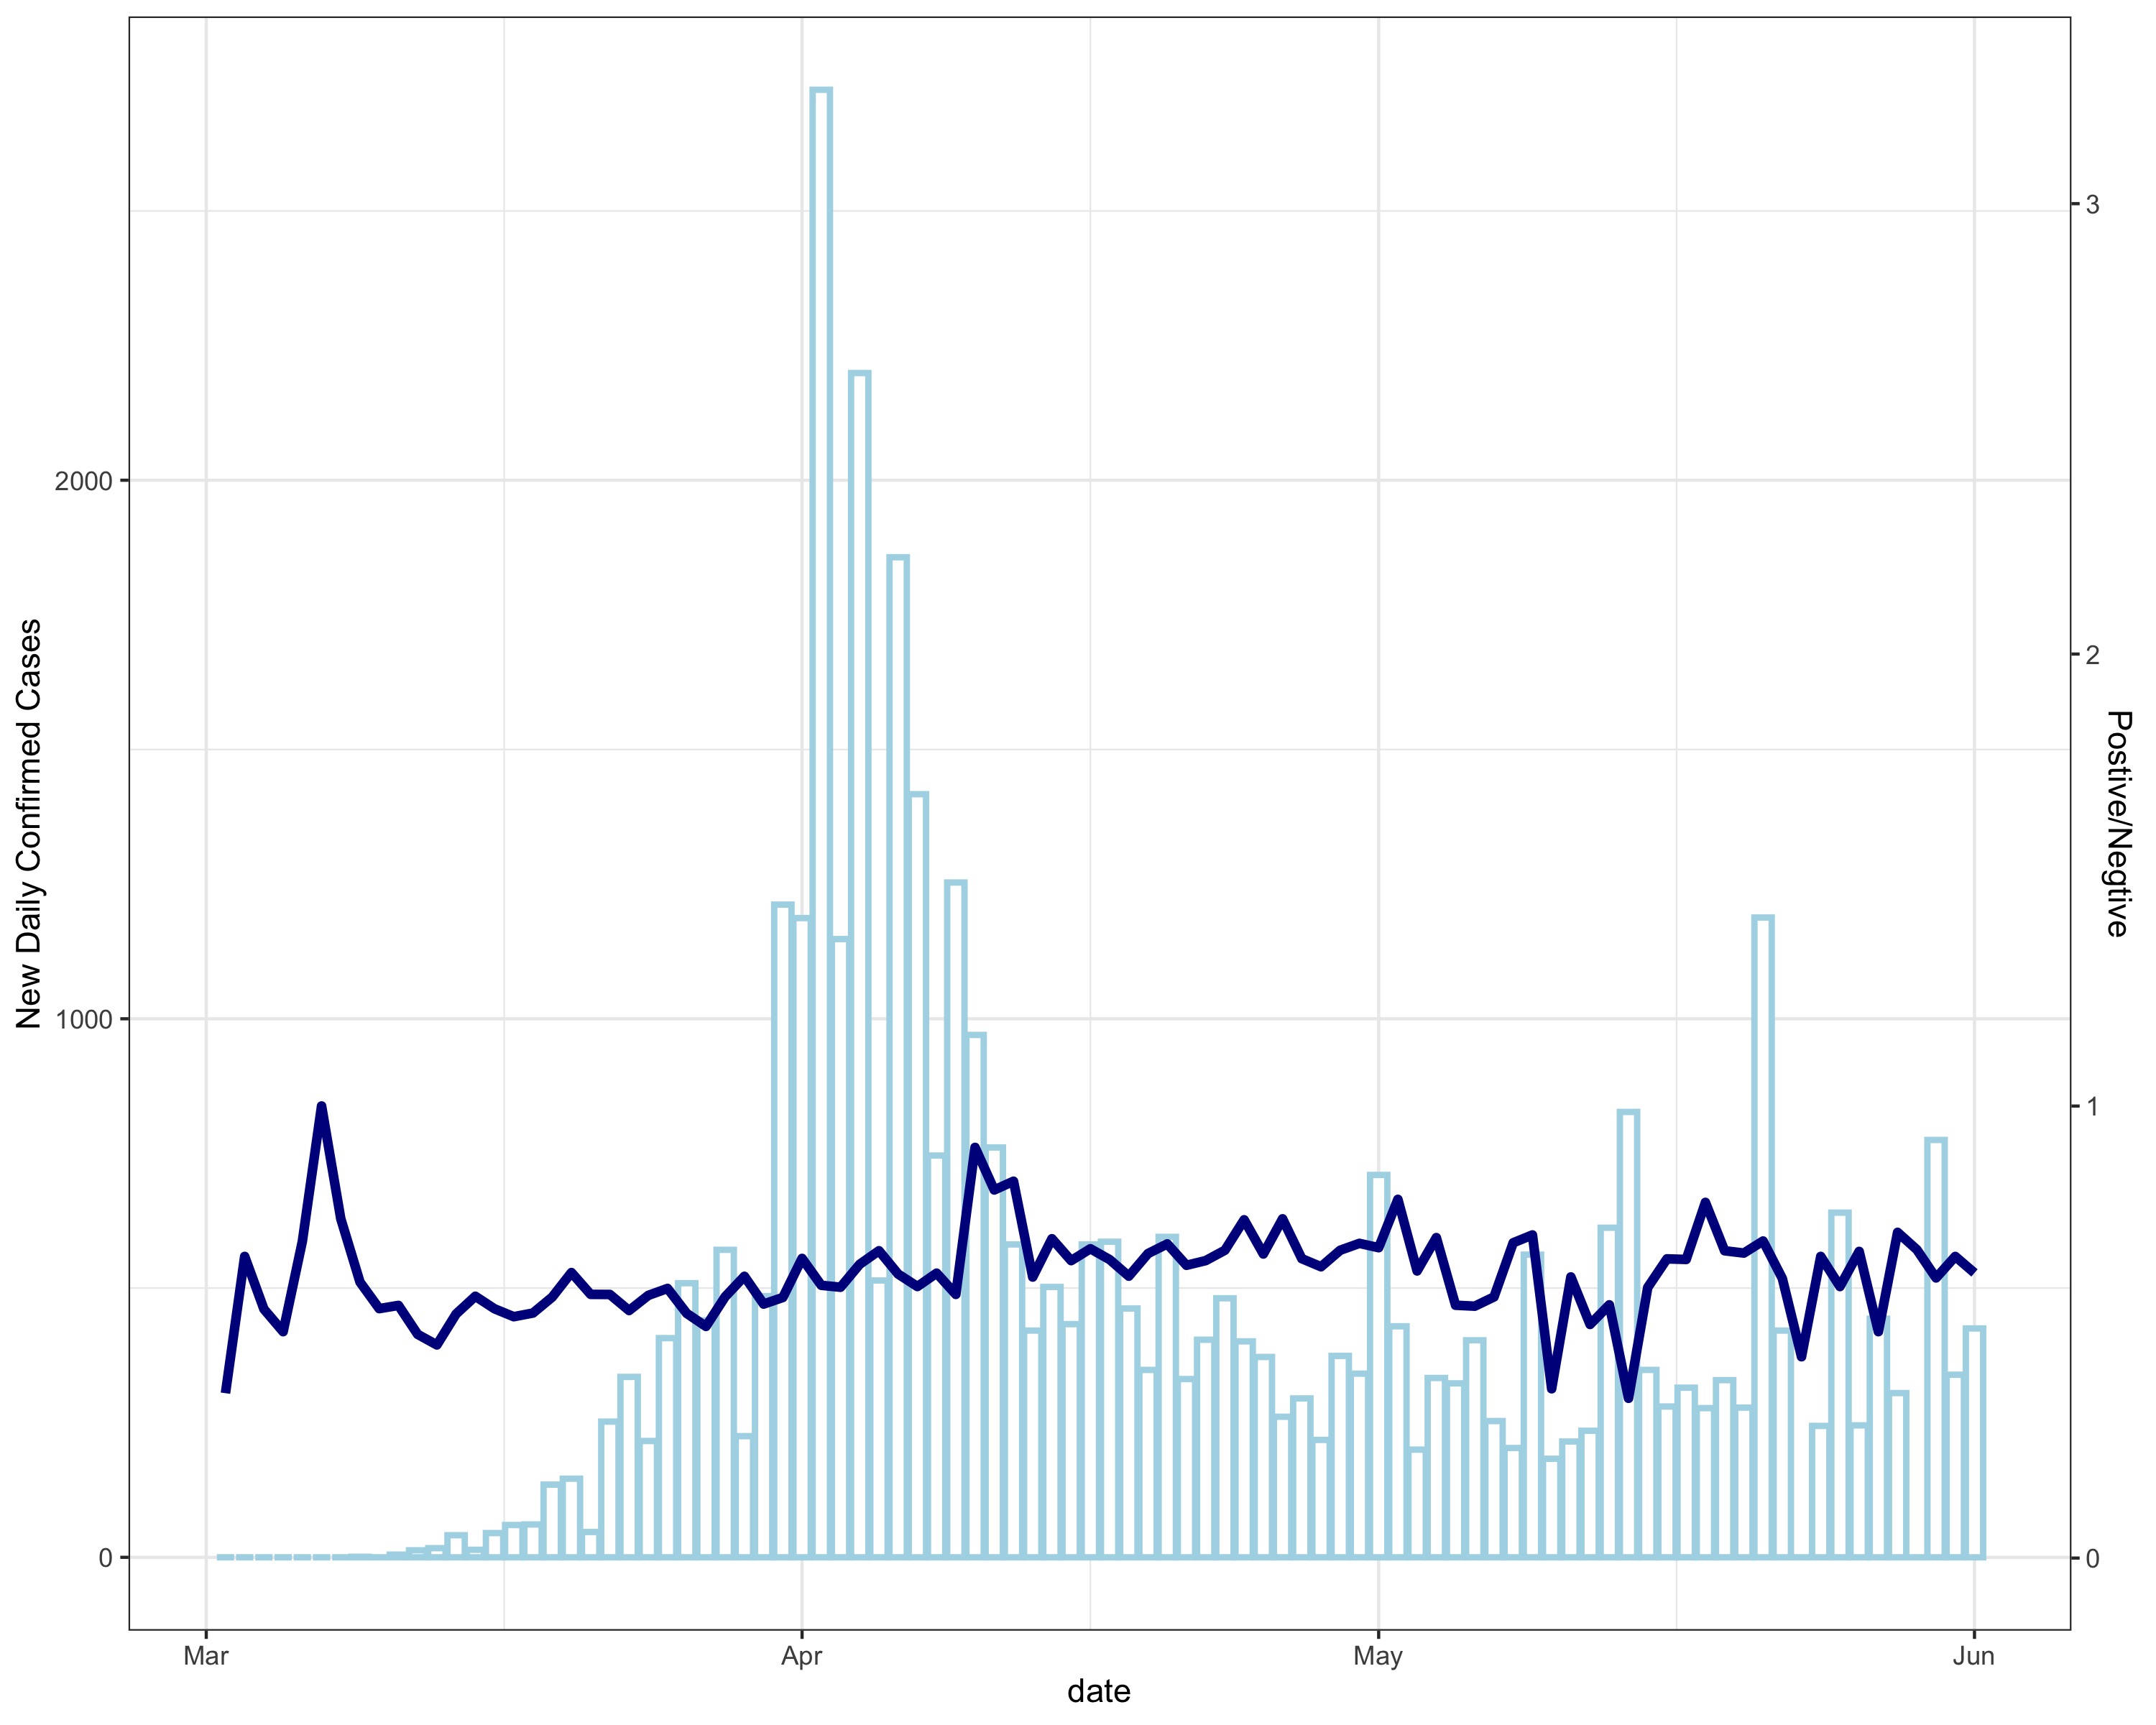 New Daily Confirmed Cases
2000
1000
0
3
2
1
0
Postive/Negtive
Mar
Apr
May
Jun
date